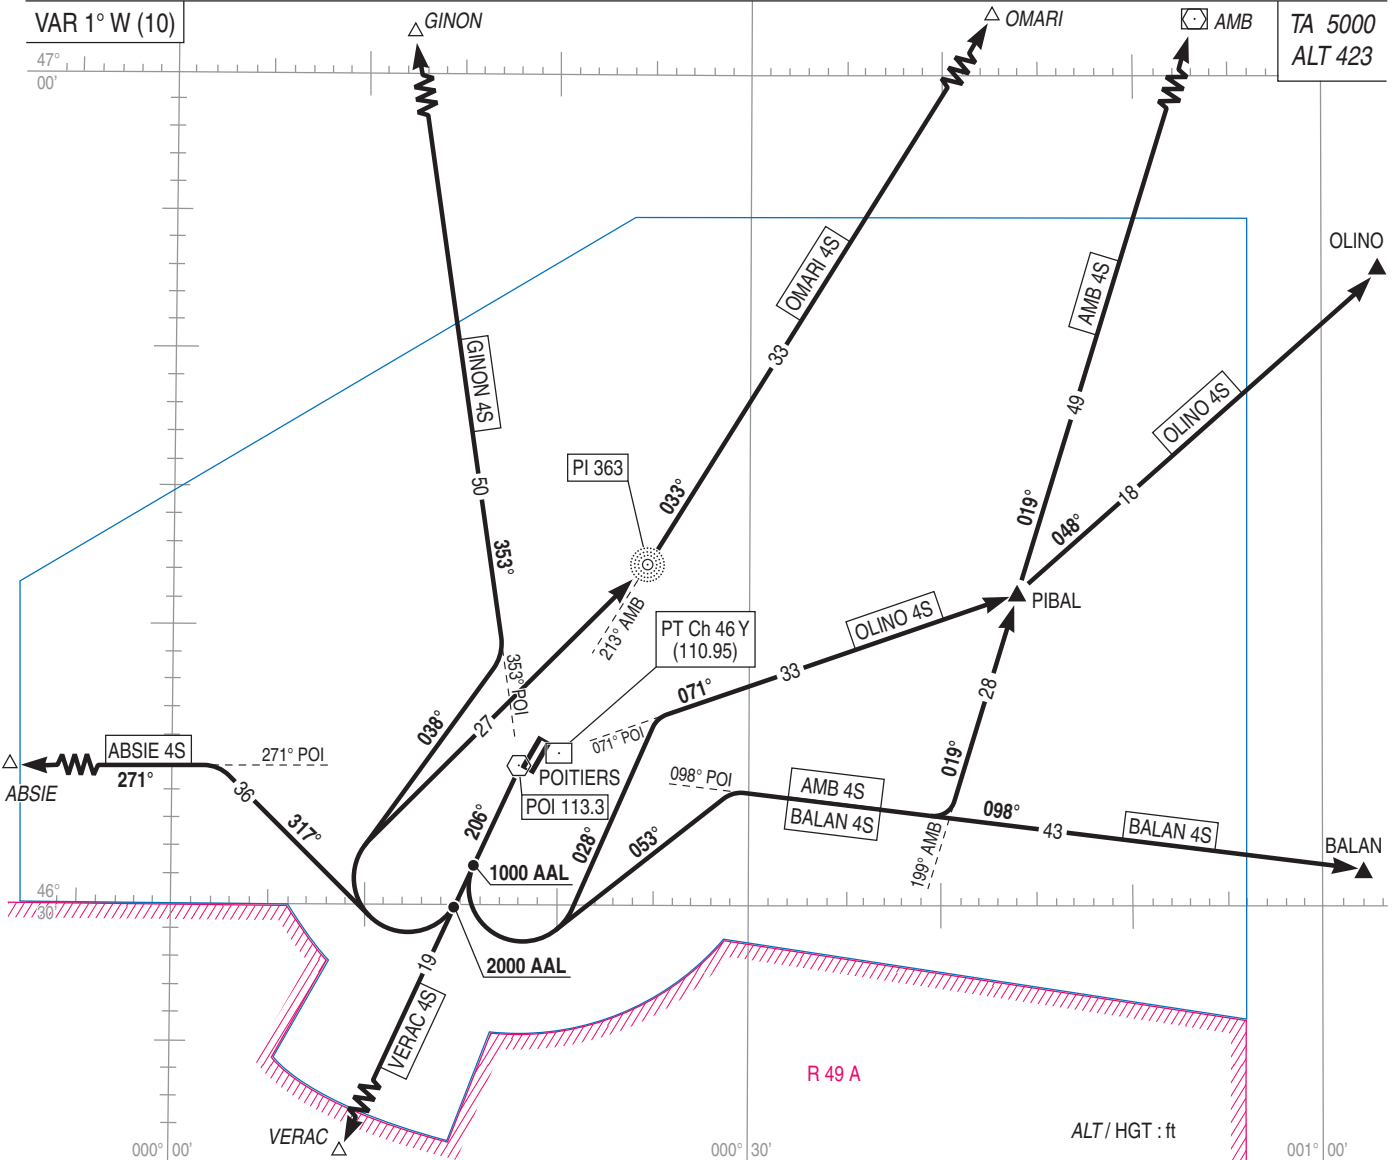 VAR 1° W (10)
GINON
OMARI
AMB
TA 5000
ALT 423
47°
00'
OLINO
OMARI 4S
AMB 4S
GINON 4S
33
49
OLINO 4S
PI 363
50
033°
019°
048°
18
353°
213° AMB
PIBAL
PT Ch 46 Y
(110.95)
OLINO 4S
353° POI
038°
27
071°
33
28
071° POI
ABSIE 4S
271° POI
271°
ABSIE
36
POITIERS
POI 113.3
098° POI
AMB 4S
BALAN 4S
019°
098°
43
BALAN 4S
BALAN
317°
206°
028°
053°
1000 AAL
199° AMB
46°
30'
2000 AAL
19
VERAC 4S
R 49 A
VERAC
ALT / HGT : ft
000° 00'
000° 30'
001° 00'